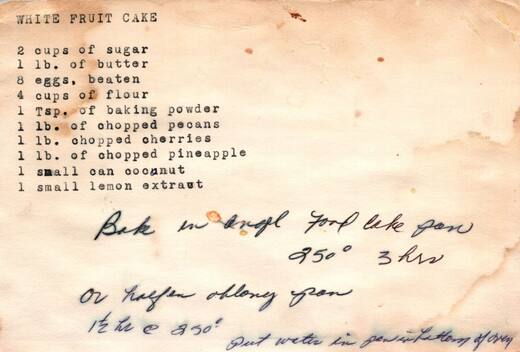 WHITE FRUIT CAKE
2 cups of sugar
1 lb. of butter
8 eggs, beaten
4 cups of flour
1 Tsp. of baking powder
1 lb. of chopped pecans
1 lb. chopped cherries
1 lb. of chopped pineapple
1 small can coconut
1 small lemon extrawt
Bake in Angel Food Cake pan
250° 3 hrs
Or half in oblong pan
1½ hr @ 250°
put water in pan in bottom of oven